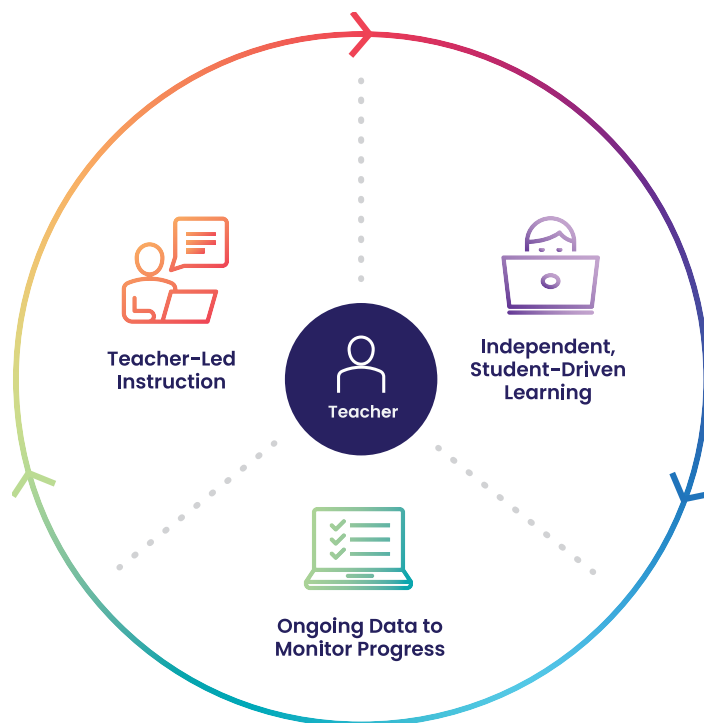 Teacher-Led
Instruction
Independent,
Student-Driven
Learning
Teacher
Ongoing Data to
Monitor Progress